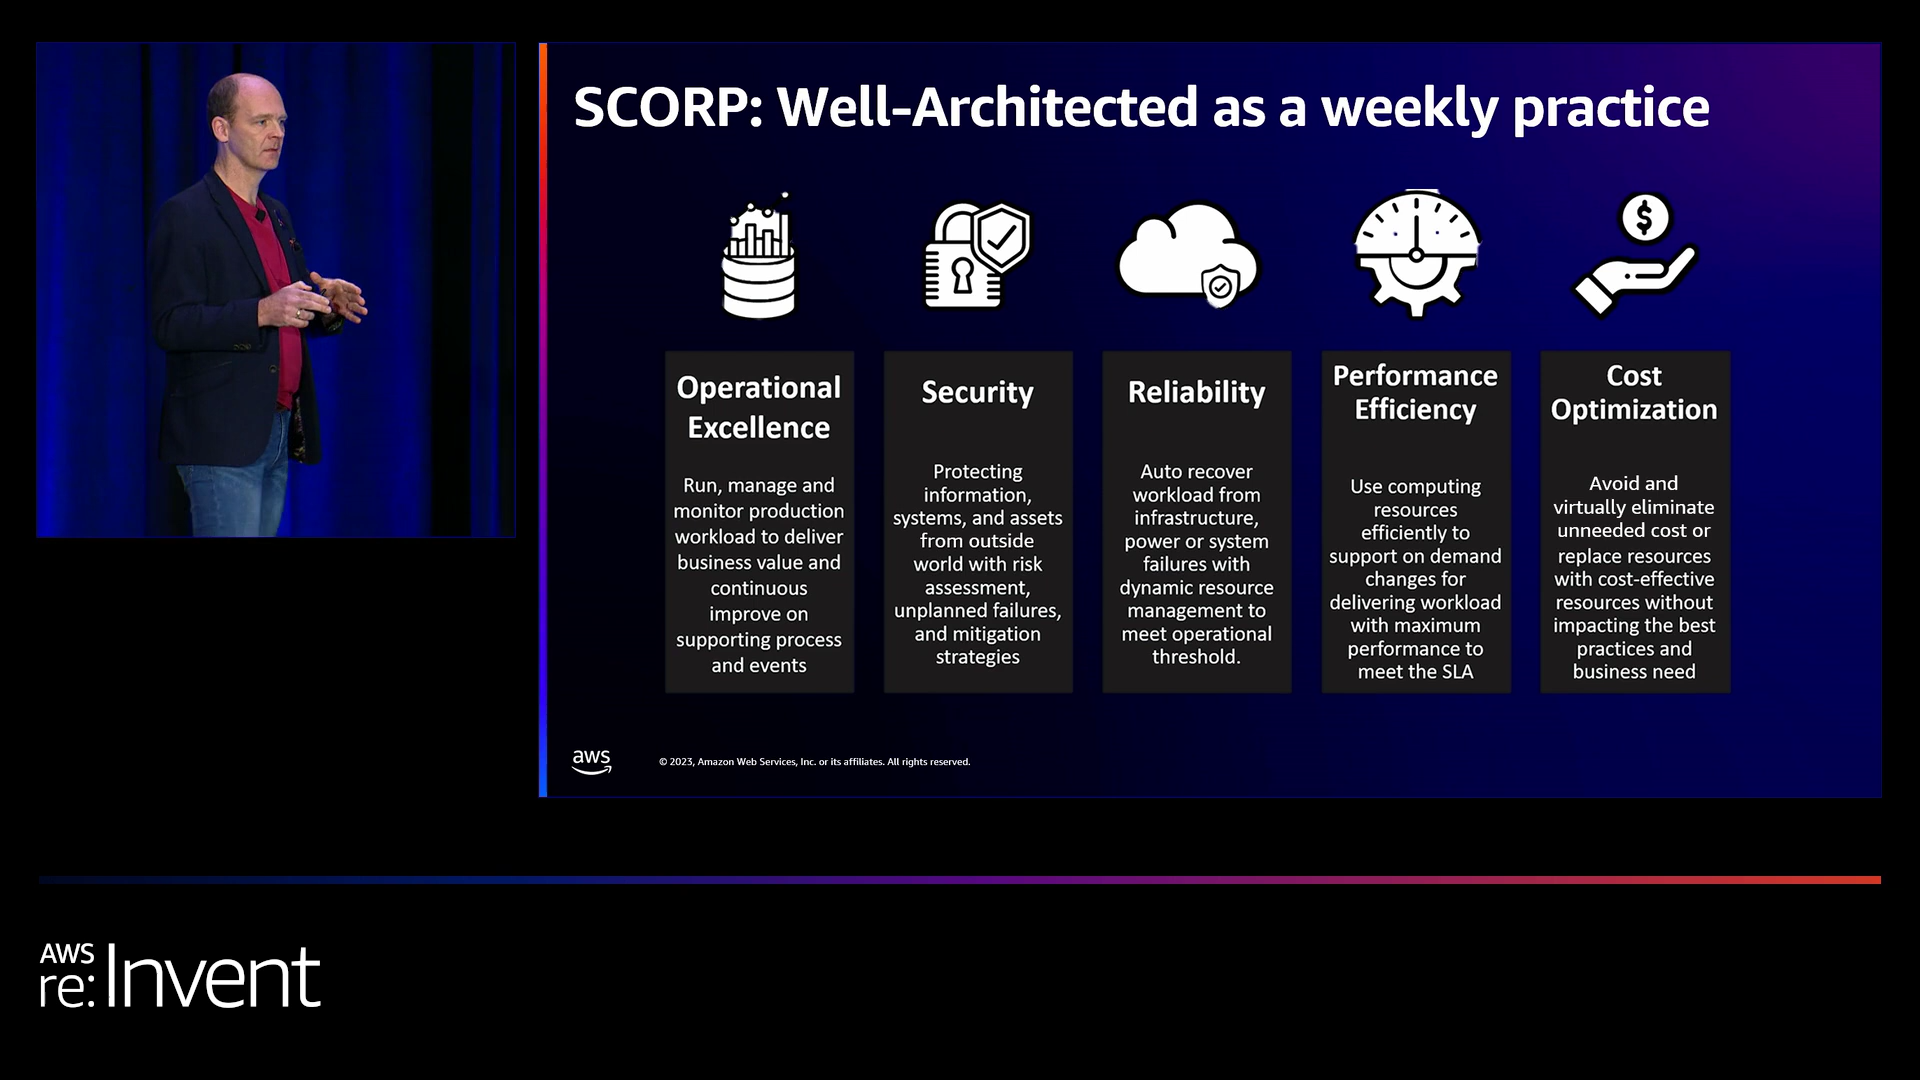 SCORP: Well-Architected as a weekly practice
Operational
Excellence
Run, manage and
monitor production
workload to deliver
business value and
continuous
improve on
supporting process
and events
Security
Protecting
information,
systems, and assets
from outside
world with risk
assessment,
unplanned failures,
and mitigation
strategies
Reliability
Auto recover
workload from
infrastructure,
power or system
failures with
dynamic resource
management to
meet operational
threshold.
Performance
Efficiency
Use computing
resources
efficiently to
support on demand
changes for
delivering workload
with maximum
performance to
meet the SLA
Cost
Optimization
Avoid and
virtually eliminate
unneeded cost or
replace resources
with cost-effective
resources without
impacting the best
practices and
business need
aws
© 2023, Amazon Web Services, Inc. or its affiliates. All rights reserved.
AWS
re:Invent